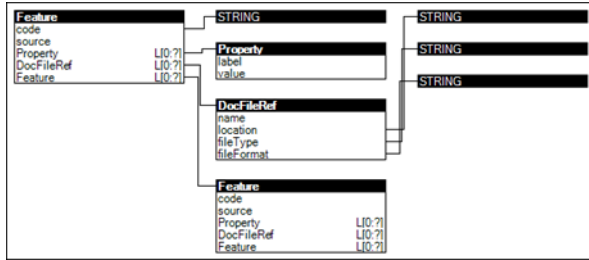 Feature
code
source
Property L[0:?]
DocFileRef L[0:?]
Feature L[0:?]
STRING
Property
label
value
DocFileRef
name
location
fileType
fileFormat
Feature
code
source
Property L[0:?]
DocFileRef L[0:?]
Feature L[0:?]
STRING
STRING
STRING